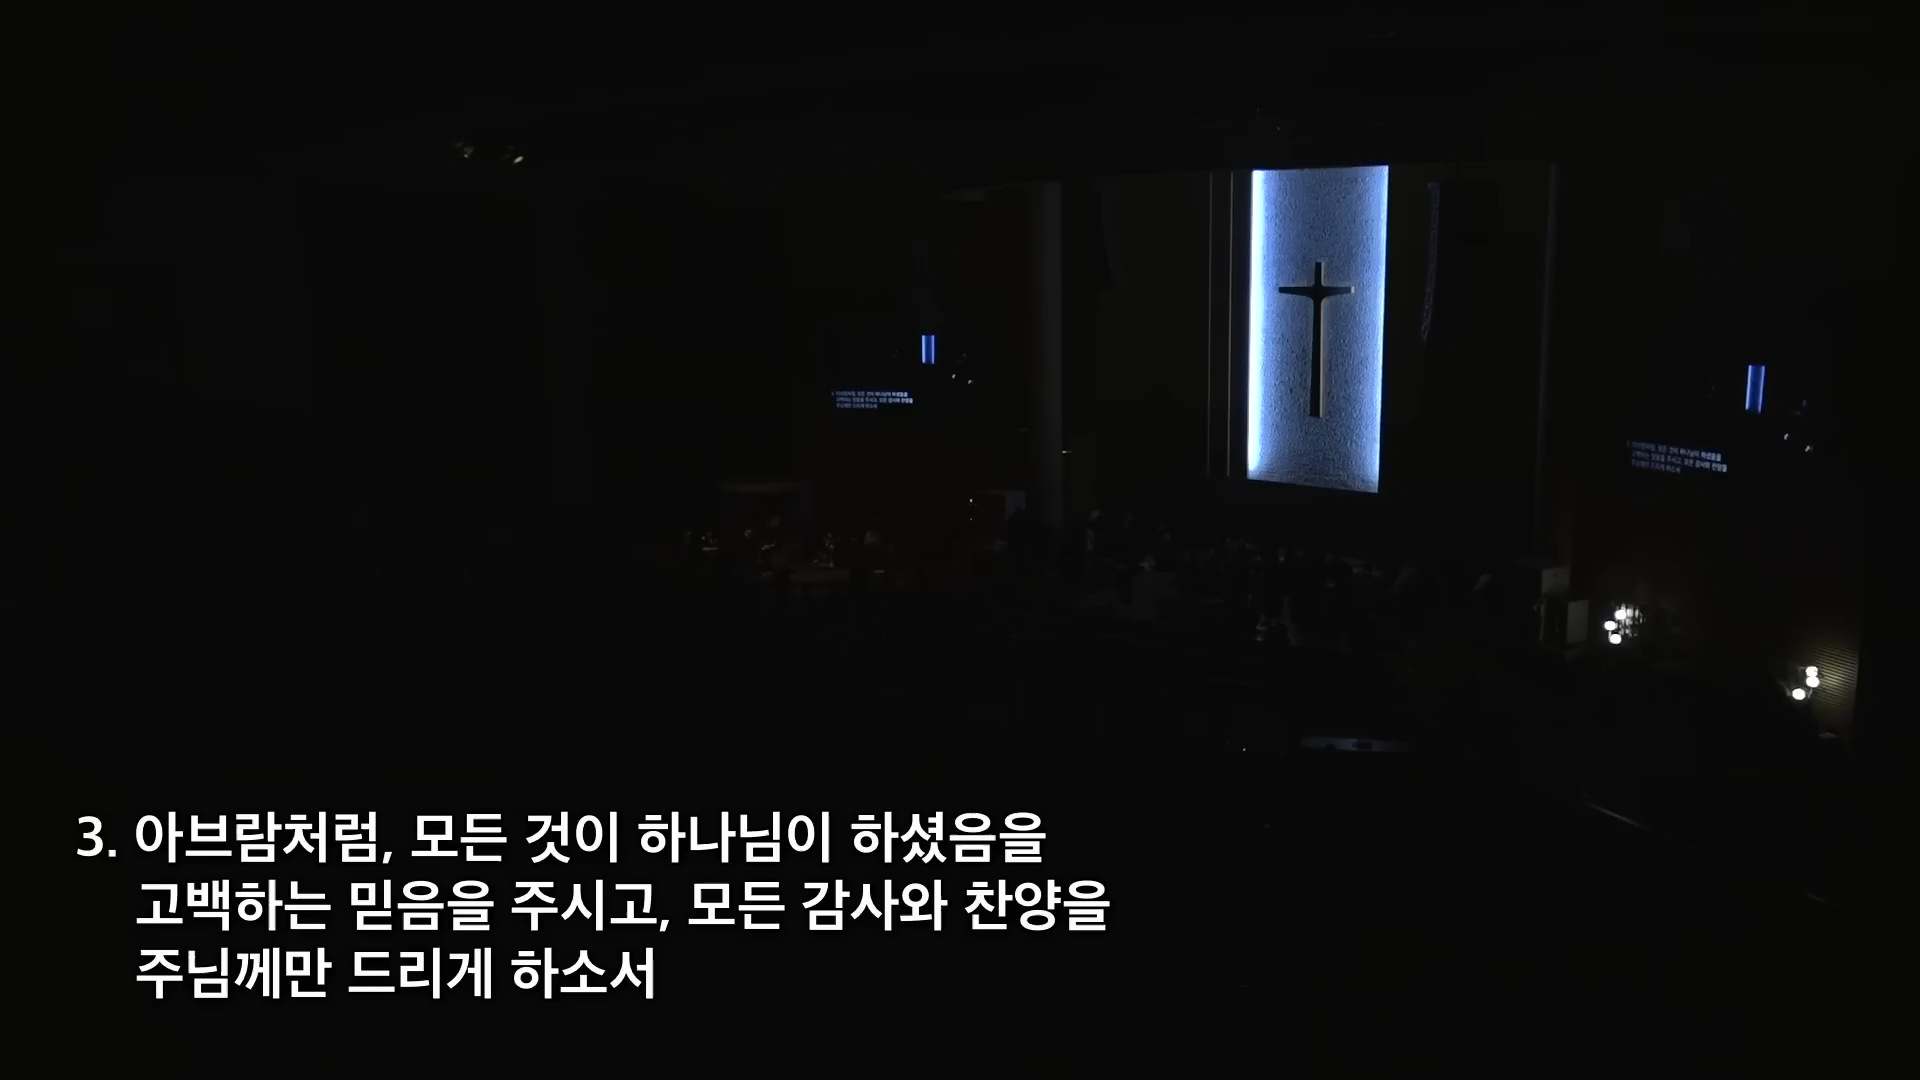 3. 아브람처럼, 모든 것이 하나님이 하셨음을
고백하는 믿음을 주시고, 모든 감사와 찬양을
주님께만 드리게 하소서